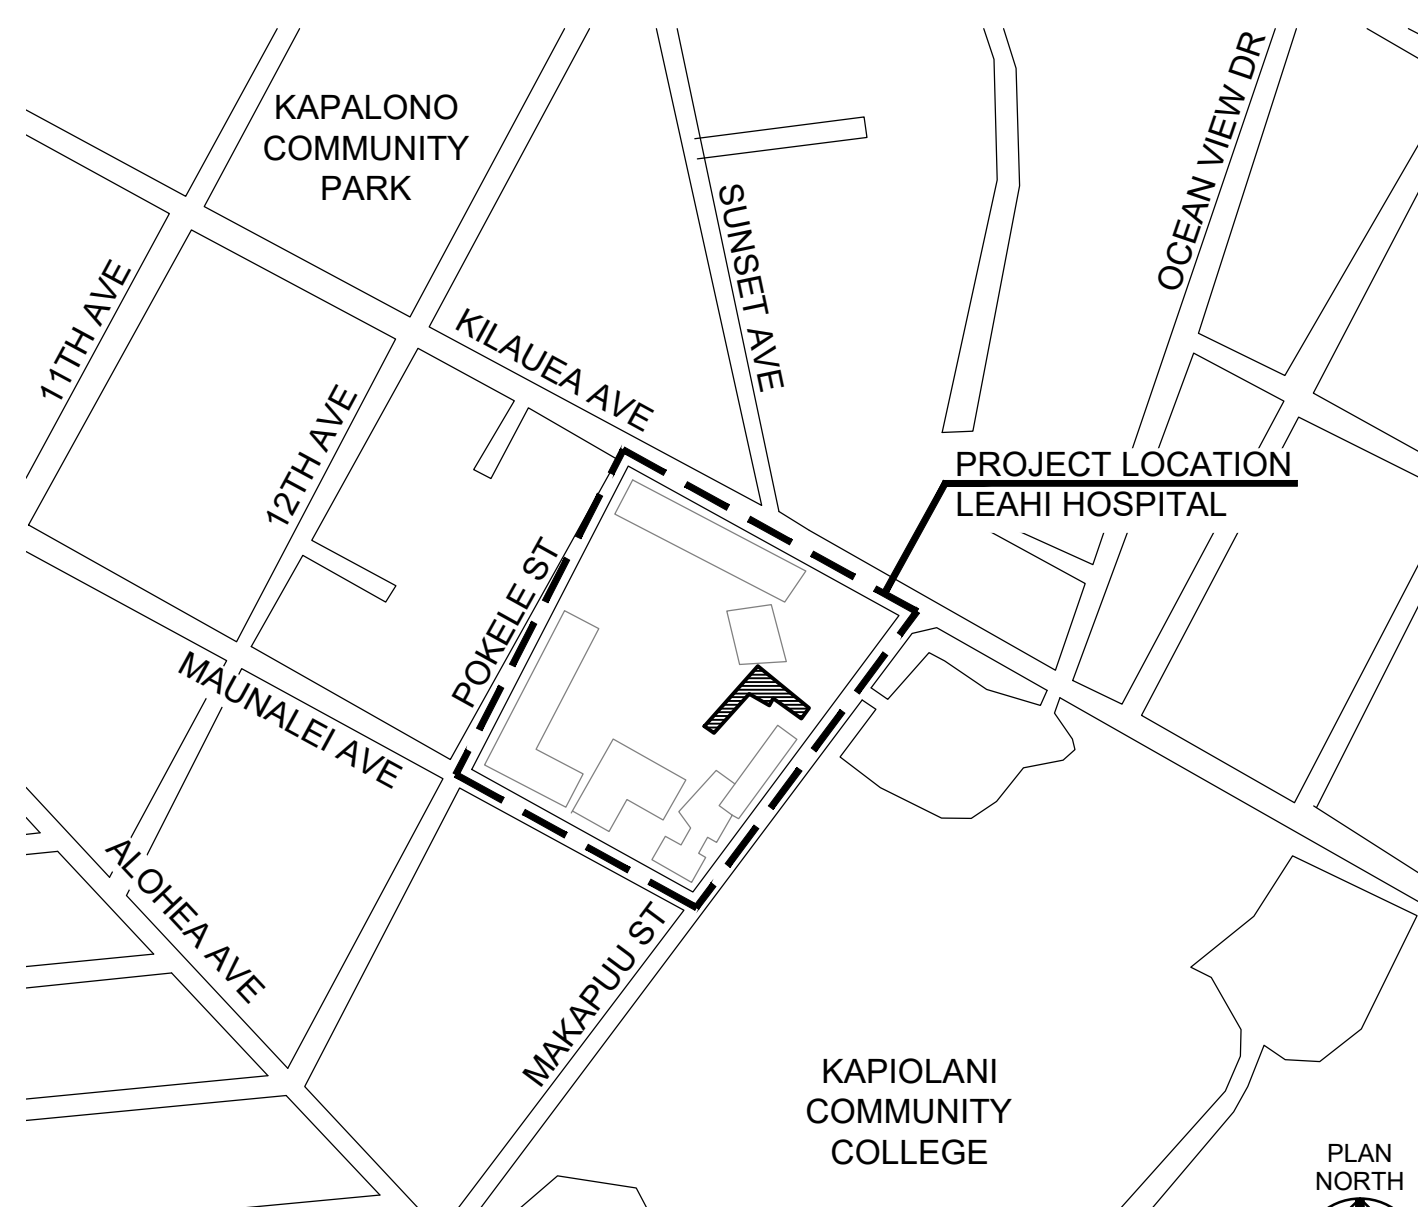 KAPALONO
COMMUNITY
PARK
OCEAN VIEW DR
SUNSET AVE
11TH AVE
KILAUEA AVE
12TH AVE
PROJECT LOCATION
LEAHI HOSPITAL
POKELE ST
MAUNALEI AVE
ALOHEA AVE
MAKAPUU ST
KAPIOLANI
COMMUNITY
COLLEGE
PLAN
NORTH